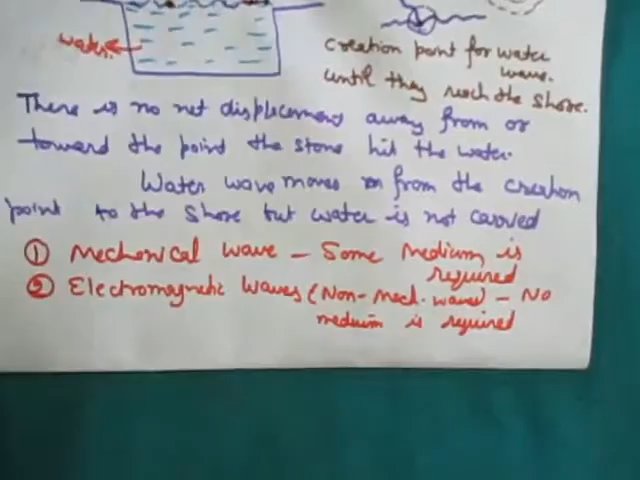 water
creation point for water
wave.
until they reach the shore.
There is no net displacement away from or
toward the point the stone hit the water.
Water wave moves from the creation
point to the shore but water is not carried
① Mechanical wave - Some medium is
required
② Electromagnetic waves (Non-Mech. wave) - No
medium is required